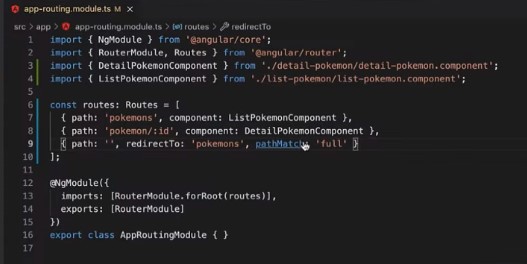 app-routing.module.ts M X
src > app > app-routing.module.ts > routes > redirectTo
1 import { NgModule } from '@angular/core';
2 import { RouterModule, Routes } from '@angular/router';
3 import { DetailPokemonComponent } from './detail-pokemon/detail-pokemon.component';
4 import { ListPokemonComponent } from './list-pokemon/list-pokemon.component';
5
6 const routes: Routes = [
7 { path: 'pokemons', component: ListPokemonComponent },
8 { path: 'pokemon/:id', component: DetailPokemonComponent },
9 { path: '', redirectTo: 'pokemons', pathMatch: 'full' }
10 ];
11
12 @NgModule({
13 imports: [RouterModule.forRoot(routes)],
14 exports: [RouterModule]
15 })
16 export class AppRoutingModule { }
17